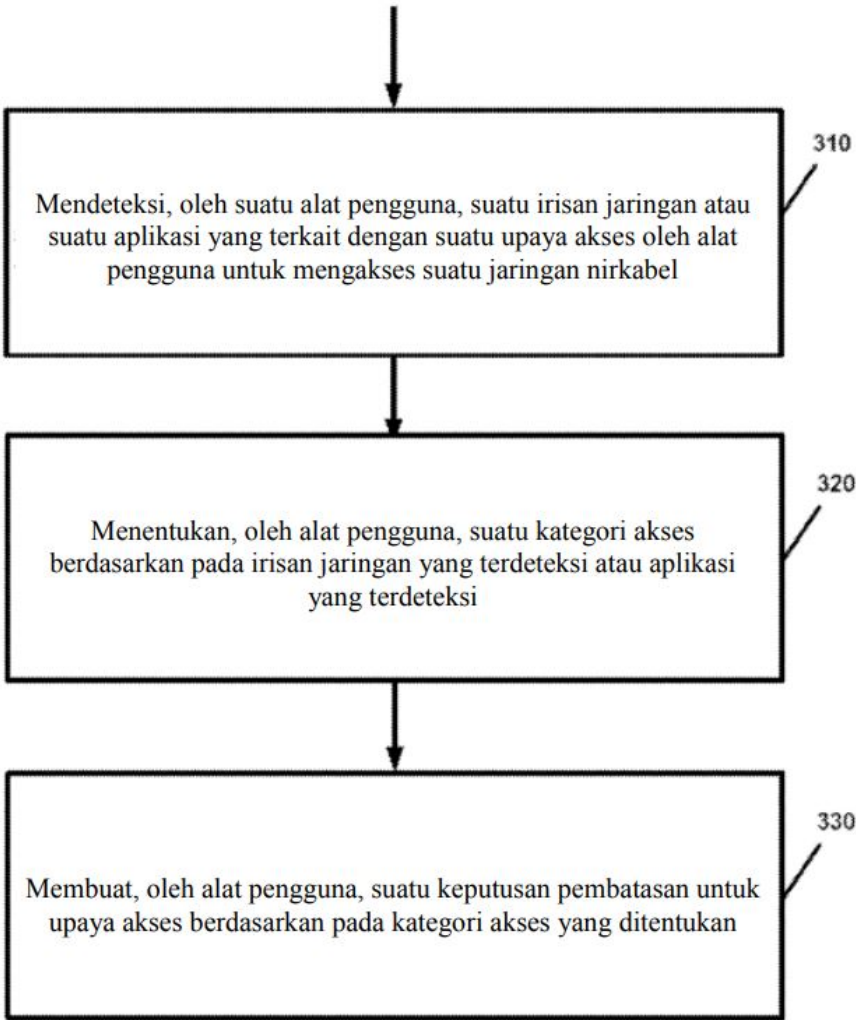 310
Mendeteksi, oleh suatu alat pengguna, suatu irisan jaringan atau
suatu aplikasi yang terkait dengan suatu upaya akses oleh alat
pengguna untuk mengakses suatu jaringan nirkabel
320
Menentukan, oleh alat pengguna, suatu kategori akses
berdasarkan pada irisan jaringan yang terdeteksi atau aplikasi
yang terdeteksi
330
Membuat, oleh alat pengguna, suatu keputusan pembatasan untuk
upaya akses berdasarkan pada kategori akses yang ditentukan